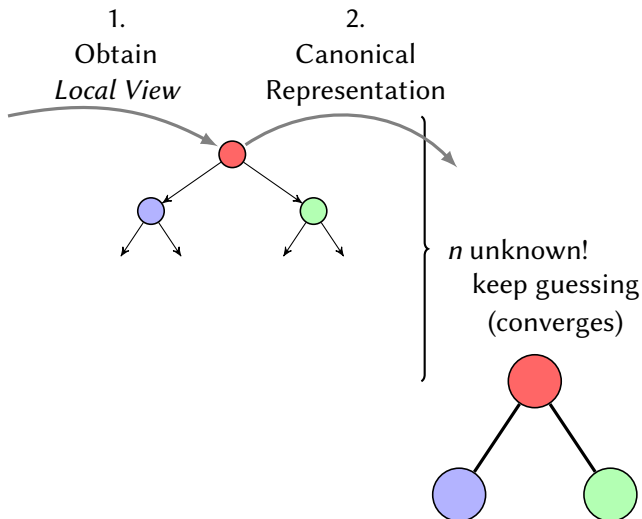 1.
Obtain
Local View
2.
Canonical
Representation
n unknown!
keep guessing
(converges)